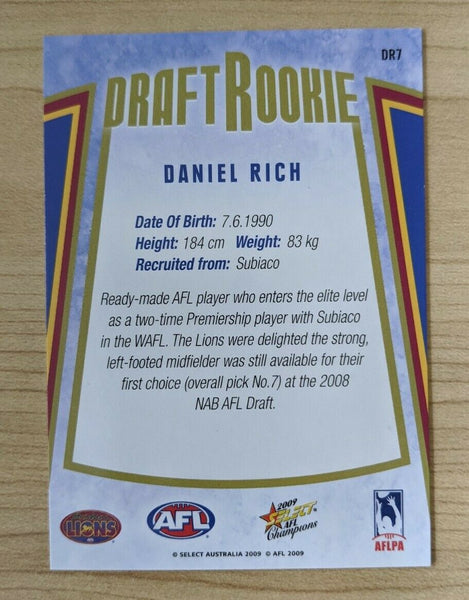 DR7
DRAFT ROOKIE
DANIEL RICH
Date Of Birth: 7.6.1990
Height: 184 cm Weight: 83 kg
Recruited from: Subiaco
Ready-made AFL player who enters the elite level
as a two-time Premiership player with Subiaco
in the WAFL. The Lions were delighted the strong,
left-footed midfielder was still available for their
first choice (overall pick No.7) at the 2008
NAB AFL Draft.
LIONS
AFL
2009
SELECT
AFL
Champions
AFLPA
© SELECT AUSTRALIA 2009 © AFL 2009